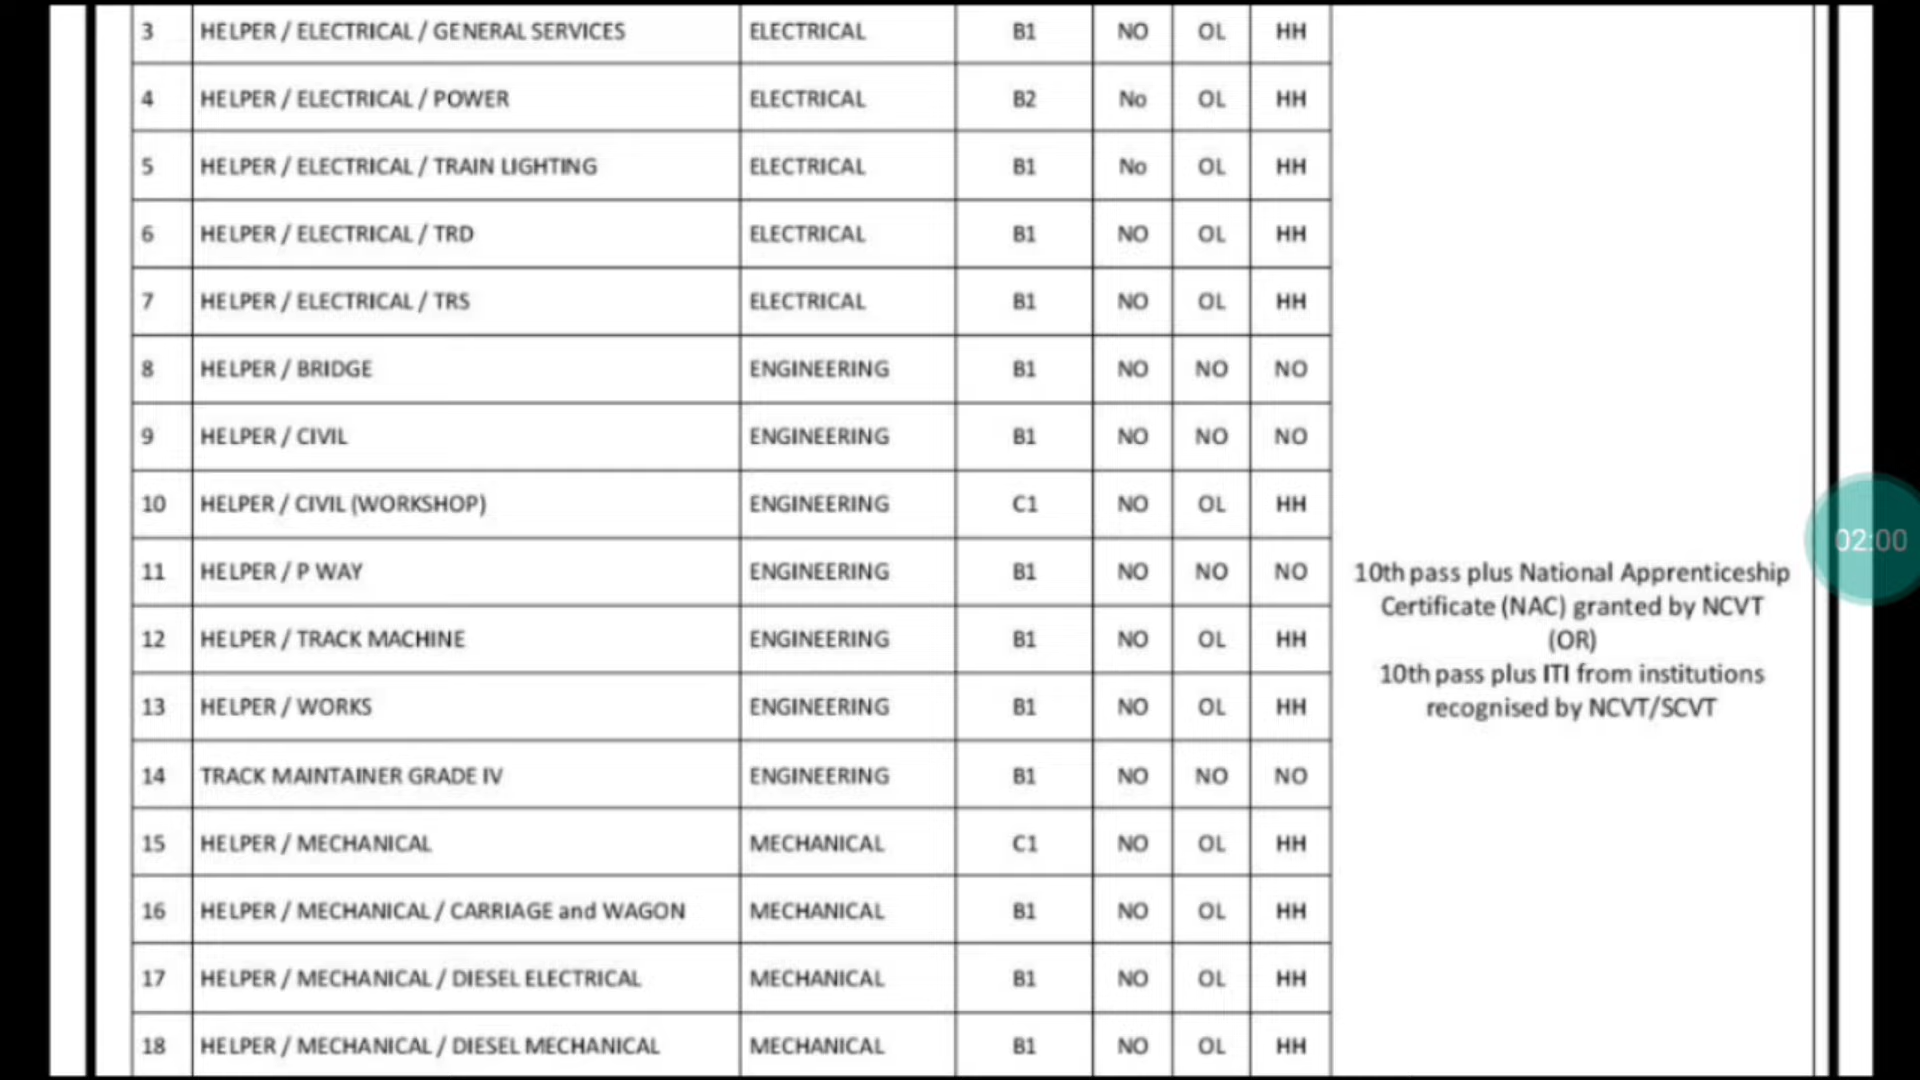 3 HELPER / ELECTRICAL / GENERAL SERVICES ELECTRICAL B1 NO OL HH
4 HELPER / ELECTRICAL / POWER ELECTRICAL B2 No OL HH
5 HELPER / ELECTRICAL / TRAIN LIGHTING ELECTRICAL B1 No OL HH
6 HELPER / ELECTRICAL / TRD ELECTRICAL B1 NO OL HH
7 HELPER / ELECTRICAL / TRS ELECTRICAL B1 NO OL HH
8 HELPER / BRIDGE ENGINEERING B1 NO NO NO
9 HELPER / CIVIL ENGINEERING B1 NO NO NO
10 HELPER / CIVIL (WORKSHOP) ENGINEERING C1 NO OL HH
11 HELPER / P WAY ENGINEERING B1 NO NO NO
12 HELPER / TRACK MACHINE ENGINEERING B1 NO OL HH
13 HELPER / WORKS ENGINEERING B1 NO OL HH
14 TRACK MAINTAINER GRADE IV ENGINEERING B1 NO NO NO
15 HELPER / MECHANICAL MECHANICAL C1 NO OL HH
16 HELPER / MECHANICAL / CARRIAGE and WAGON MECHANICAL B1 NO OL HH
17 HELPER / MECHANICAL / DIESEL ELECTRICAL MECHANICAL B1 NO OL HH
18 HELPER / MECHANICAL / DIESEL MECHANICAL MECHANICAL B1 NO OL HH
10th pass plus National Apprenticeship
Certificate (NAC) granted by NCVT
(OR)
10th pass plus ITI from institutions
recognised by NCVT/SCVT
02:00